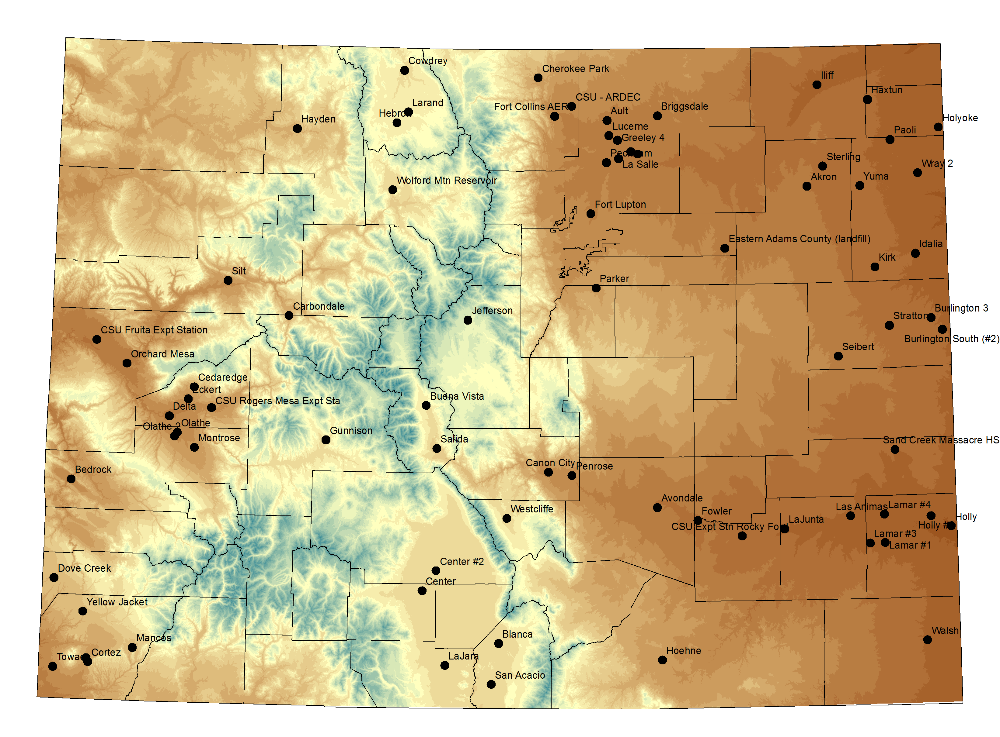 Cowdrey
Cherokee Park
Iliff
Haxtun
CSU - ARDEC
Larand
Fort Collins AER
Briggsdale
Ault
Hebron
Hayden
Holyoke
Lucerne
Paoli
Greeley 4
Peckham
Sterling
La Salle
Wray 2
Yuma
Akron
Wolford Mtn Reservoir
Fort Lupton
Eastern Adams County (landfill)
Idalia
Kirk
Silt
Parker
Carbondale
Burlington 3
Jefferson
Stratton
CSU Fruita Expt Station
Burlington South (#2)
Seibert
Orchard Mesa
Cedaredge
Eckert
Buena Vista
CSU Rogers Mesa Expt Sta
Delta
Olathe
Olathe 2
Gunnison
Montrose
Salida
Sand Creek Massacre HS
Canon City
Penrose
Bedrock
Avondale
Lamar #4
Las Animas
Westcliffe
Fowler
Holly
LaJunta
Holly #
CSU Expt Stn Rocky Ford
Lamar #3
Lamar #1
Center #2
Dove Creek
Center
Yellow Jacket
Walsh
Blanca
Mancos
Hoehne
Cortez
LaJara
Towaoc
San Acacio